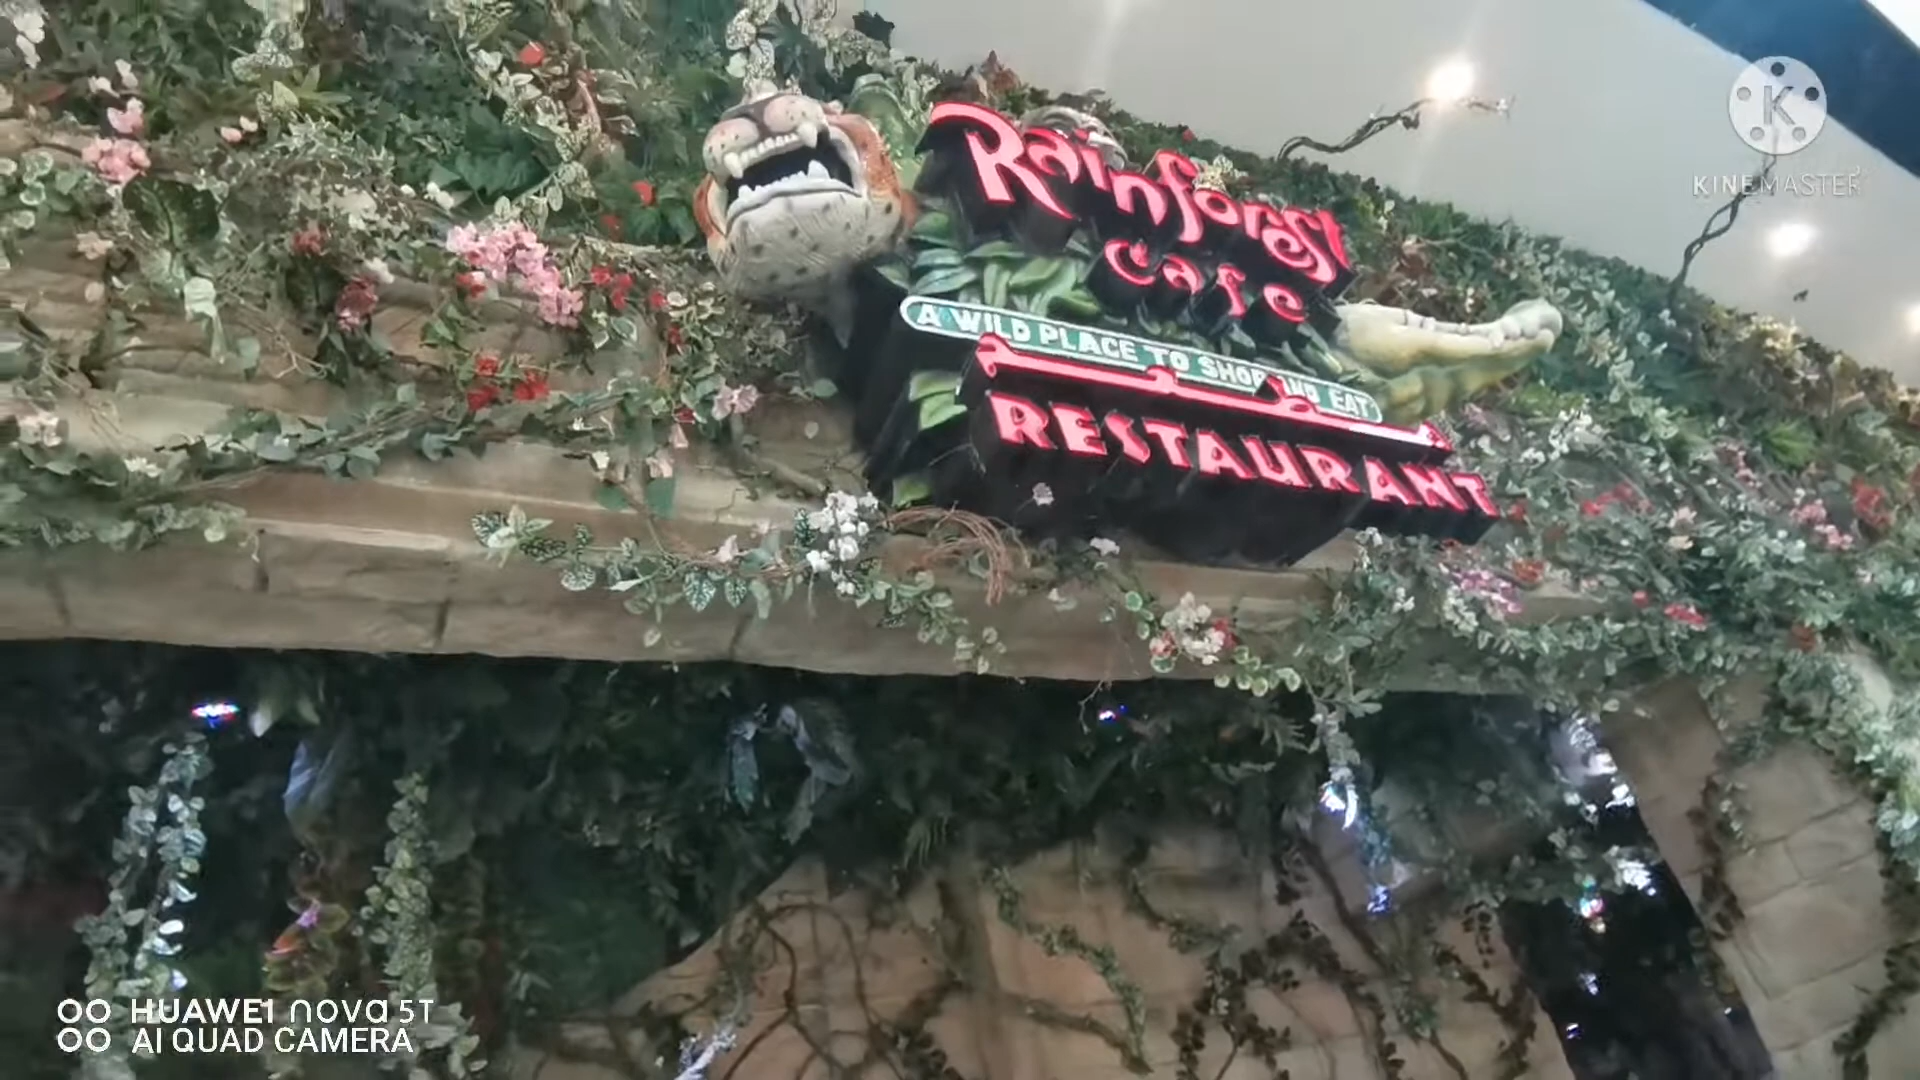 Rainforest
Cafe
A WILD PLACE TO SHOP AND EAT
RESTAURANT
K
KINEMASTER
HUAWEI nova 5T
AI QUAD CAMERA